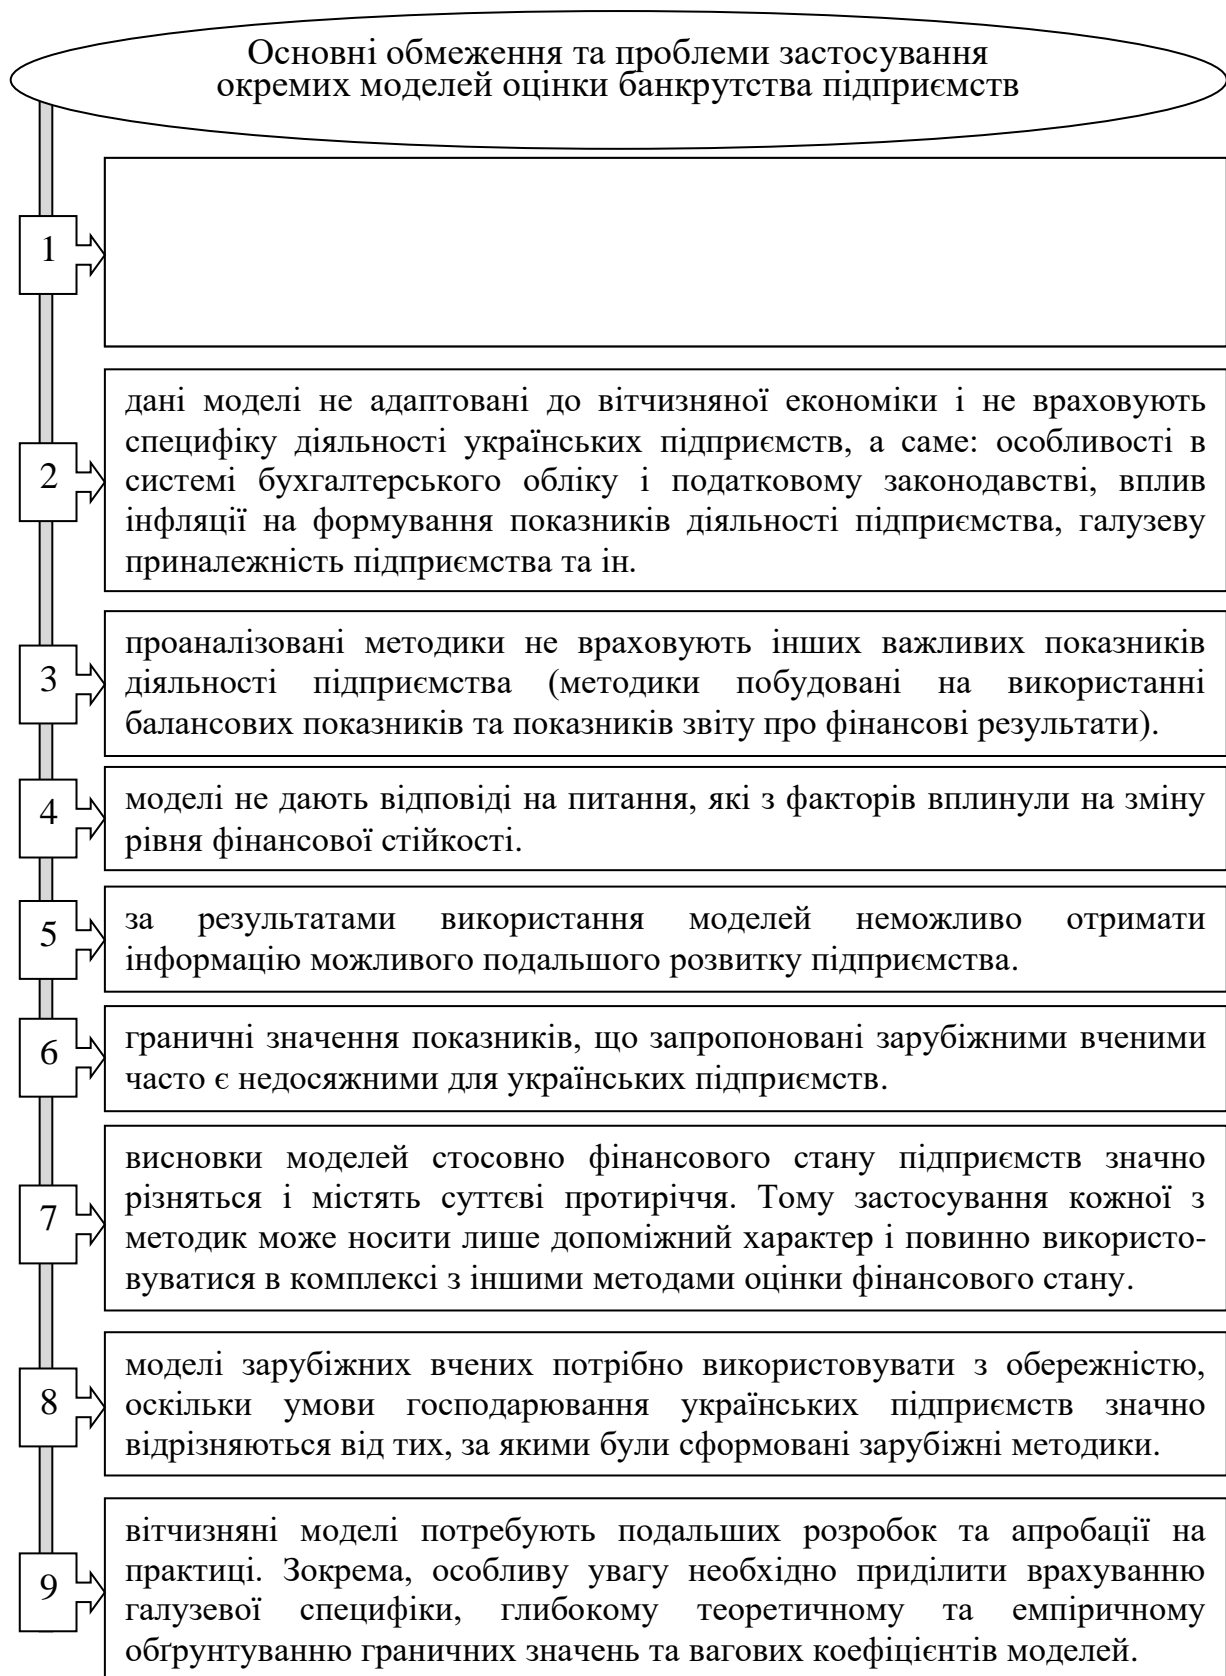 Основні обмеження та проблеми застосування
окремих моделей оцінки банкрутства підприємств
1
2
дані моделі не адаптовані до вітчизняної економіки і не враховують
специфіку діяльності українських підприємств, а саме: особливості в
системі бухгалтерського обліку і податковому законодавстві, вплив
інфляції на формування показників діяльності підприємства, галузеву
приналежність підприємства та ін.
3
проаналізовані методики не враховують інших важливих показників
діяльності підприємства (методики побудовані на використанні
балансових показників та показників звіту про фінансові результати).
4
моделі не дають відповіді на питання, які з факторів вплинули на зміну
рівня фінансової стійкості.
5
за результатами використання моделей неможливо отримати
інформацію можливого подальшого розвитку підприємства.
6
граничні значення показників, що запропоновані зарубіжними вченими
часто є недосяжними для українських підприємств.
7
висновки моделей стосовно фінансового стану підприємств значно
різняться і містять суттєві протиріччя. Тому застосування кожної з
методик може носити лише допоміжний характер і повинно використо-
вуватися в комплексі з іншими методами оцінки фінансового стану.
8
моделі зарубіжних вчених потрібно використовувати з обережністю,
оскільки умови господарювання українських підприємств значно
відрізняються від тих, за якими були сформовані зарубіжні методики.
9
вітчизняні моделі потребують подальших розробок та апробації на
практиці. Зокрема, особливу увагу необхідно приділити врахуванню
галузевої специфіки, глибокому теоретичному та емпіричному
обґрунтуванню граничних значень та вагових коефіцієнтів моделей.